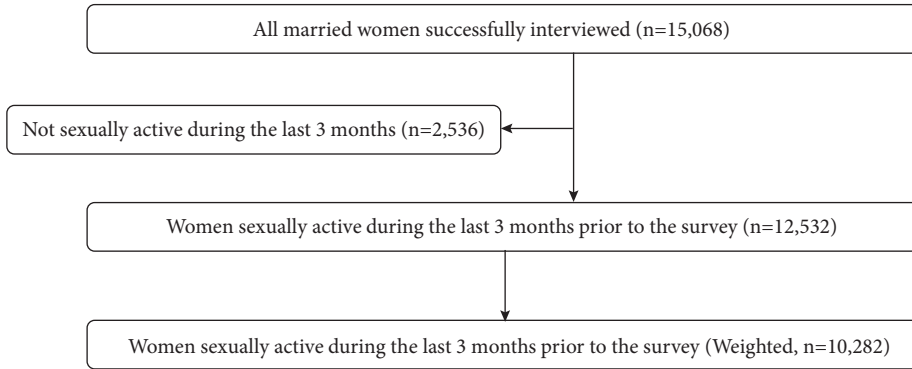 All married women successfully interviewed (n=15,068)
Not sexually active during the last 3 months (n=2,536)
Women sexually active during the last 3 months prior to the survey (n=12,532)
Women sexually active during the last 3 months prior to the survey (Weighted, n=10,282)